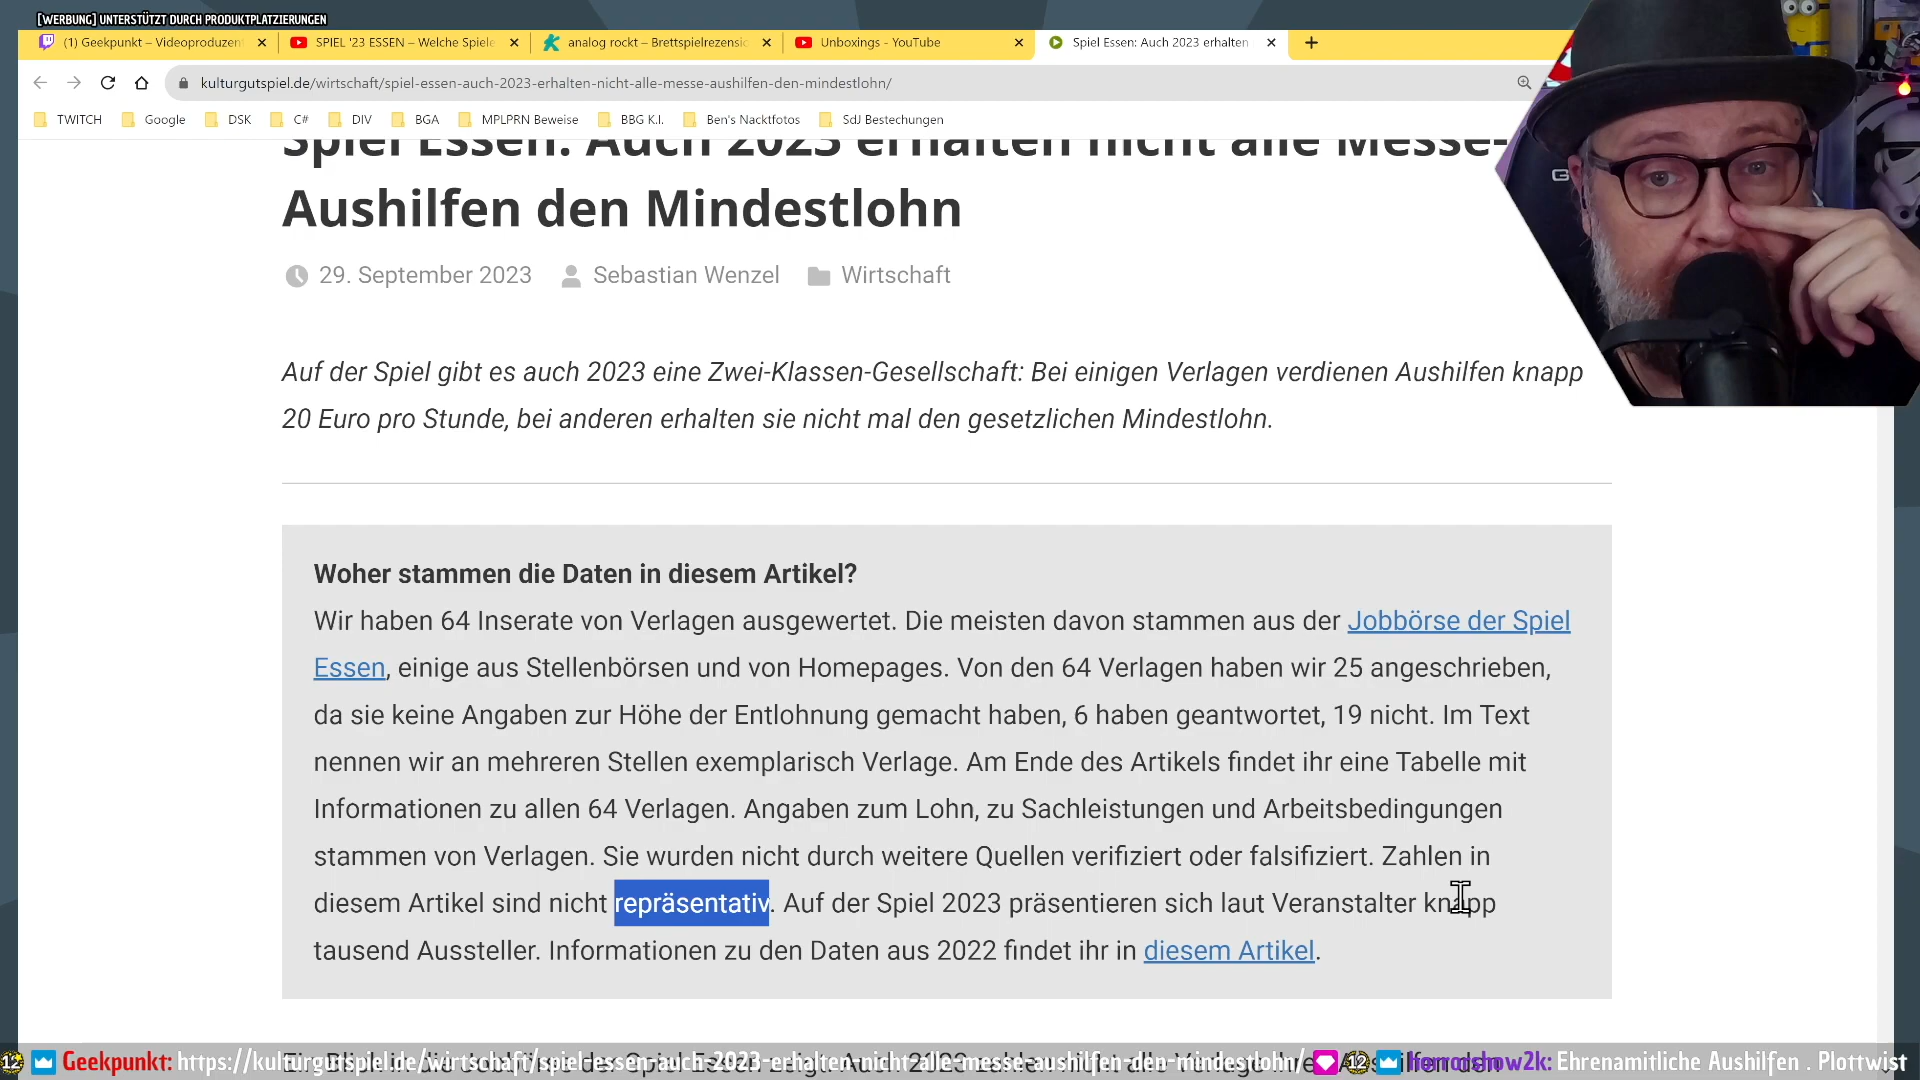 [WERBUNG] UNTERSTÜTZT DURCH PRODUKTPLATZIERUNGEN
(1) Geekpunkt – Videoproduzent
SPIEL '23 ESSEN – Welche Spiele
analog rockt – Brettspielrezensio
Unboxings - YouTube
Spiel Essen: Auch 2023 erhalten
kulturgutspiel.de/wirtschaft/spiel-essen-auch-2023-erhalten-nicht-alle-messe-aushilfen-den-mindestlohn/
TWITCH Google DSK C# DIV BGA MPLPRN Beweise BBG K.I. Ben's Nacktfotos SdJ Bestechungen
Spiel Essen: Auch 2023 erhalten nicht alle Messe-
Aushilfen den Mindestlohn
29. September 2023 Sebastian Wenzel Wirtschaft
Auf der Spiel gibt es auch 2023 eine Zwei-Klassen-Gesellschaft: Bei einigen Verlagen verdienen Aushilfen knapp
20 Euro pro Stunde, bei anderen erhalten sie nicht mal den gesetzlichen Mindestlohn.
Woher stammen die Daten in diesem Artikel?
Wir haben 64 Inserate von Verlagen ausgewertet. Die meisten davon stammen aus der Jobbörse der Spiel
Essen, einige aus Stellenbörsen und von Homepages. Von den 64 Verlagen haben wir 25 angeschrieben,
da sie keine Angaben zur Höhe der Entlohnung gemacht haben, 6 haben geantwortet, 19 nicht. Im Text
nennen wir an mehreren Stellen exemplarisch Verlage. Am Ende des Artikels findet ihr eine Tabelle mit
Informationen zu allen 64 Verlagen. Angaben zum Lohn, zu Sachleistungen und Arbeitsbedingungen
stammen von Verlagen. Sie wurden nicht durch weitere Quellen verifiziert oder falsifiziert. Zahlen in
diesem Artikel sind nicht repräsentativ. Auf der Spiel 2023 präsentieren sich laut Veranstalter knapp
tausend Aussteller. Informationen zu den Daten aus 2022 findet ihr in diesem Artikel.
12 Geekpunkt: https://kulturgutspiel.de/wirtschaft/spiel-essen-auch-2023-erhalten-nicht-alle-messe-aushilfen-den-mindestlohn/ 12 horrorshow2k: Ehrenamitliche Aushilfen . Plottwist